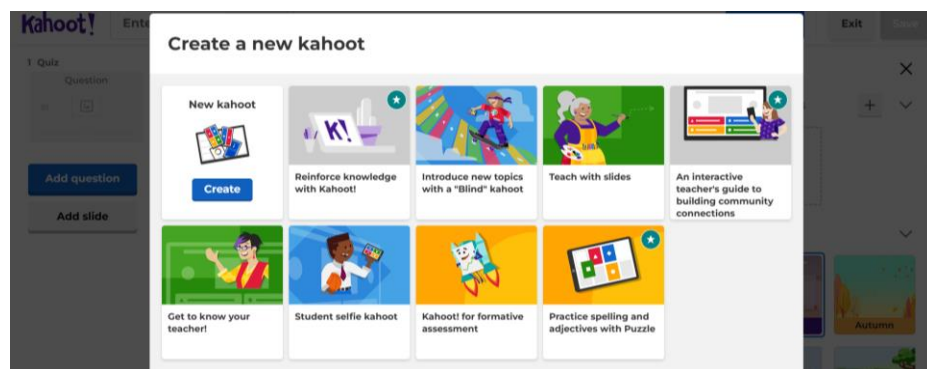 Kahoot!
Ente
Exit
Save
Create a new kahoot
1 Quiz
Question
Add question
Add slide
New kahoot
Create
K!
Reinforce knowledge
with Kahoot!
Introduce new topics
with a "Blind" kahoot
Teach with slides
An interactive
teacher's guide to
building community
connections
Get to know your
teacher!
Student selfie kahoot
Kahoot! for formative
assessment
Practice spelling and
adjectives with Puzzle
Autumn